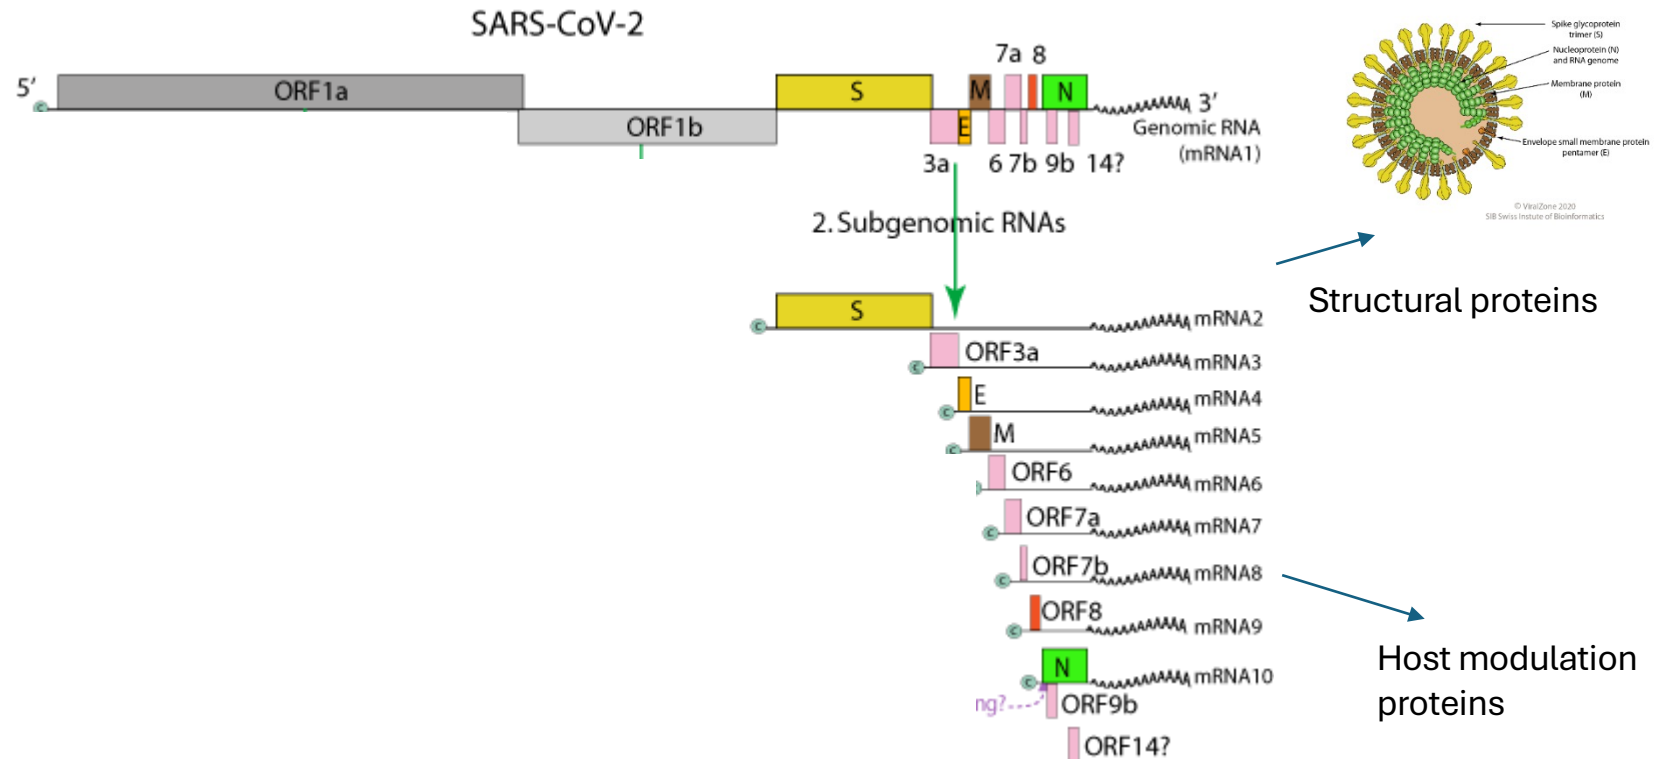 SARS-CoV-2
5'
c
ORF1a
ORF1b
S
E
M
7a 8
N
3'
Genomic RNA
(mRNA1)
3a
6 7b 9b 14?
2. Subgenomic RNAs
c
S
mRNA2
c
ORF3a
mRNA3
c
E
mRNA4
c
M
mRNA5
ORF6
mRNA6
c
ORF7a
mRNA7
c
ORF7b
mRNA8
c
ORF8
mRNA9
c
N
mRNA10
ng?
ORF9b
ORF14?
Spike glycoprotein
trimer (S)
Nucleoprotein (N)
and RNA genome
Membrane protein
(M)
Envelope small membrane protein
pentamer (E)
© ViralZone 2020
SIB Swiss Instute of Bioinformatics
Structural proteins
Host modulation
proteins